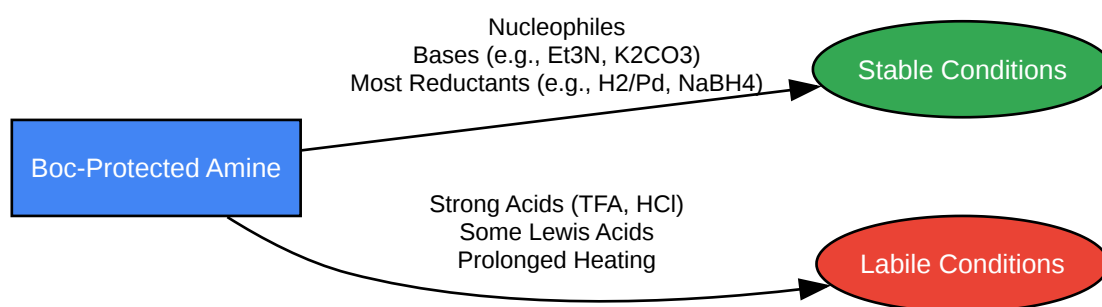 Nucleophiles
Bases (e.g., Et3N, K2CO3)
Most Reductants (e.g., H2/Pd, NaBH4)
Stable Conditions
Boc-Protected Amine
Strong Acids (TFA, HCl)
Some Lewis Acids
Prolonged Heating
Labile Conditions